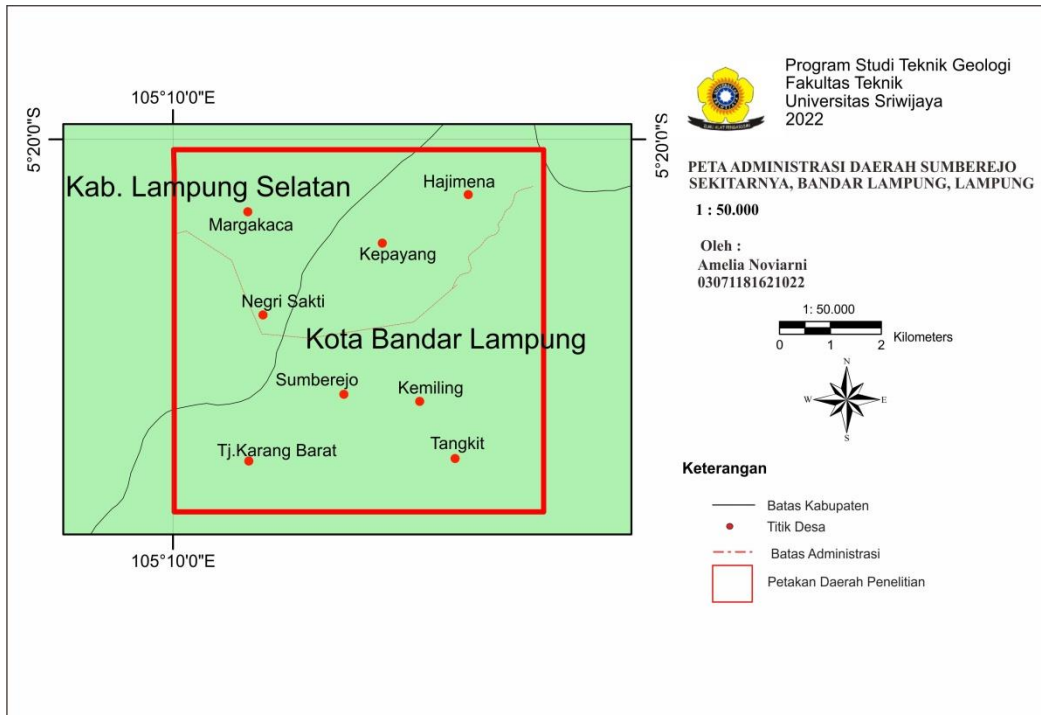 Program Studi Teknik Geologi
Fakultas Teknik
Universitas Sriwijaya
2022
PETA ADMINISTRASI DAERAH SUMBEREJO
SEKITARNYA, BANDAR LAMPUNG, LAMPUNG
1 : 50.000
Oleh :
Amelia Noviarni
03071181621022
1: 50.000
0 1 2 Kilometers
N
W E
S
Keterangan
Batas Kabupaten
Titik Desa
Batas Administrasi
Petakan Daerah Penelitian
105°10'0"E
5°20'0"S
5°20'0"S
Kab. Lampung Selatan
Hajimena
Margakaca
Kepayang
Negri Sakti
Kota Bandar Lampung
Sumberejo
Kemiling
Tj.Karang Barat
Tangkit
105°10'0"E